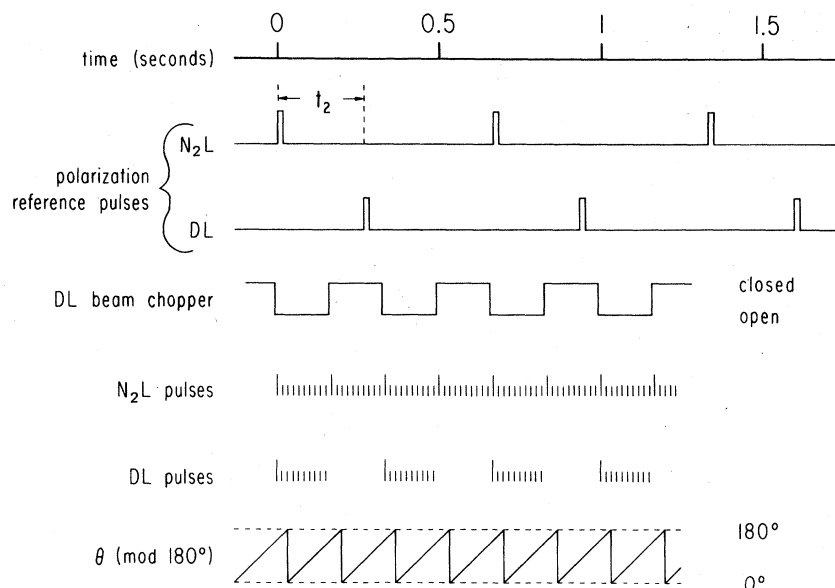 0 0.5 1 1.5
time (seconds)
t₂
N₂L
polarization
reference pulses
DL
DL beam chopper
closed
open
N₂L pulses
DL pulses
180°
θ (mod 180°)
0°